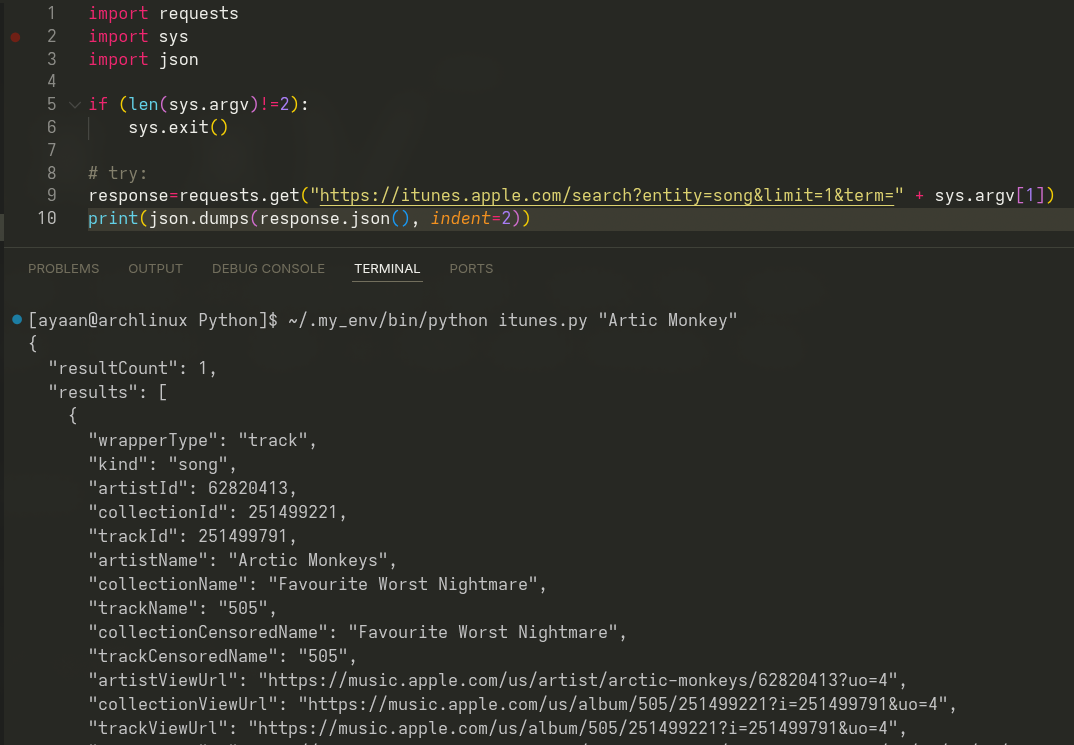 1 import requests
2 import sys
3 import json
4
5 if (len(sys.argv)!=2):
6     sys.exit()
7
8 # try:
9 response=requests.get("https://itunes.apple.com/search?entity=song&limit=1&term=" + sys.argv[1])
10 print(json.dumps(response.json(), indent=2))
PROBLEMS OUTPUT DEBUG CONSOLE TERMINAL PORTS
[ayaan@archlinux Python]$ ~/.my_env/bin/python itunes.py "Artic Monkey"
{
  "resultCount": 1,
  "results": [
    {
      "wrapperType": "track",
      "kind": "song",
      "artistId": 62820413,
      "collectionId": 251499221,
      "trackId": 251499791,
      "artistName": "Arctic Monkeys",
      "collectionName": "Favourite Worst Nightmare",
      "trackName": "505",
      "collectionCensoredName": "Favourite Worst Nightmare",
      "trackCensoredName": "505",
      "artistViewUrl": "https://music.apple.com/us/artist/arctic-monkeys/62820413?uo=4",
      "collectionViewUrl": "https://music.apple.com/us/album/505/251499221?i=251499791&uo=4",
      "trackViewUrl": "https://music.apple.com/us/album/505/251499221?i=251499791&uo=4",